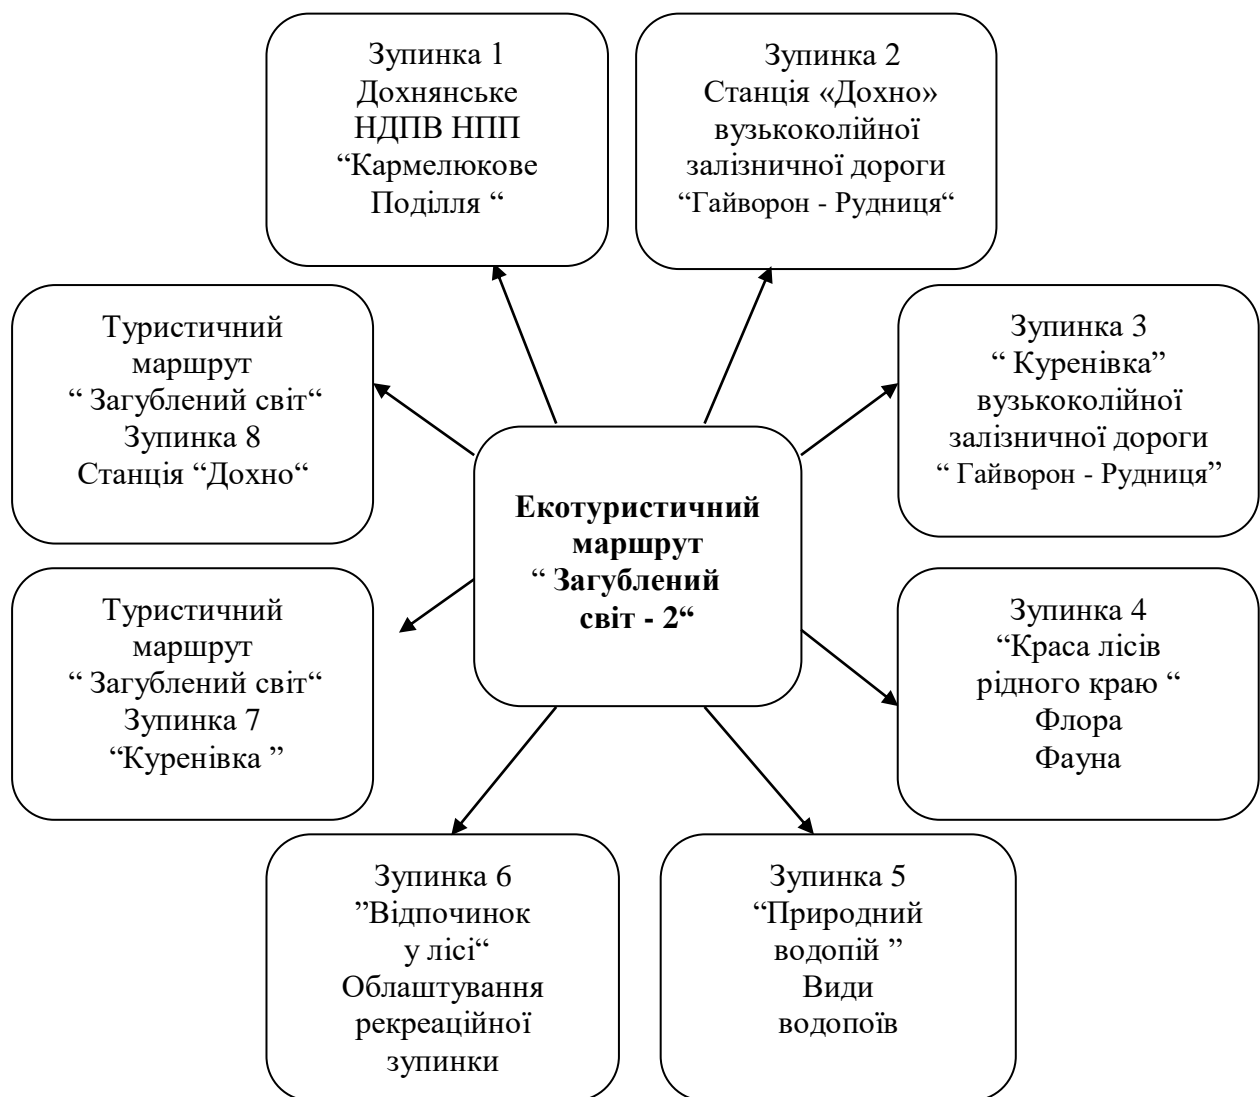 Зупинка 1
Дохнянське
НДПВ НПП
“Кармелюкове
Поділля “
Зупинка 2
Станція «Дохно»
вузькоколійної
залізничної дороги
“Гайворон - Рудниця“
Туристичний
маршрут
“ Загублений світ“
Зупинка 8
Станція “Дохно“
Зупинка 3
“ Куренівка”
вузькоколійної
залізничної дороги
“ Гайворон - Рудниця”
Екотуристичний
маршрут
“ Загублений
світ - 2“
Туристичний
маршрут
“ Загублений світ“
Зупинка 7
“Куренівка ”
Зупинка 4
“Краса лісів
рідного краю “
Флора
Фауна
Зупинка 6
”Відпочинок
у лісі“
Облаштування
рекреаційної
зупинки
Зупинка 5
“Природний
водопій ”
Види
водопоїв